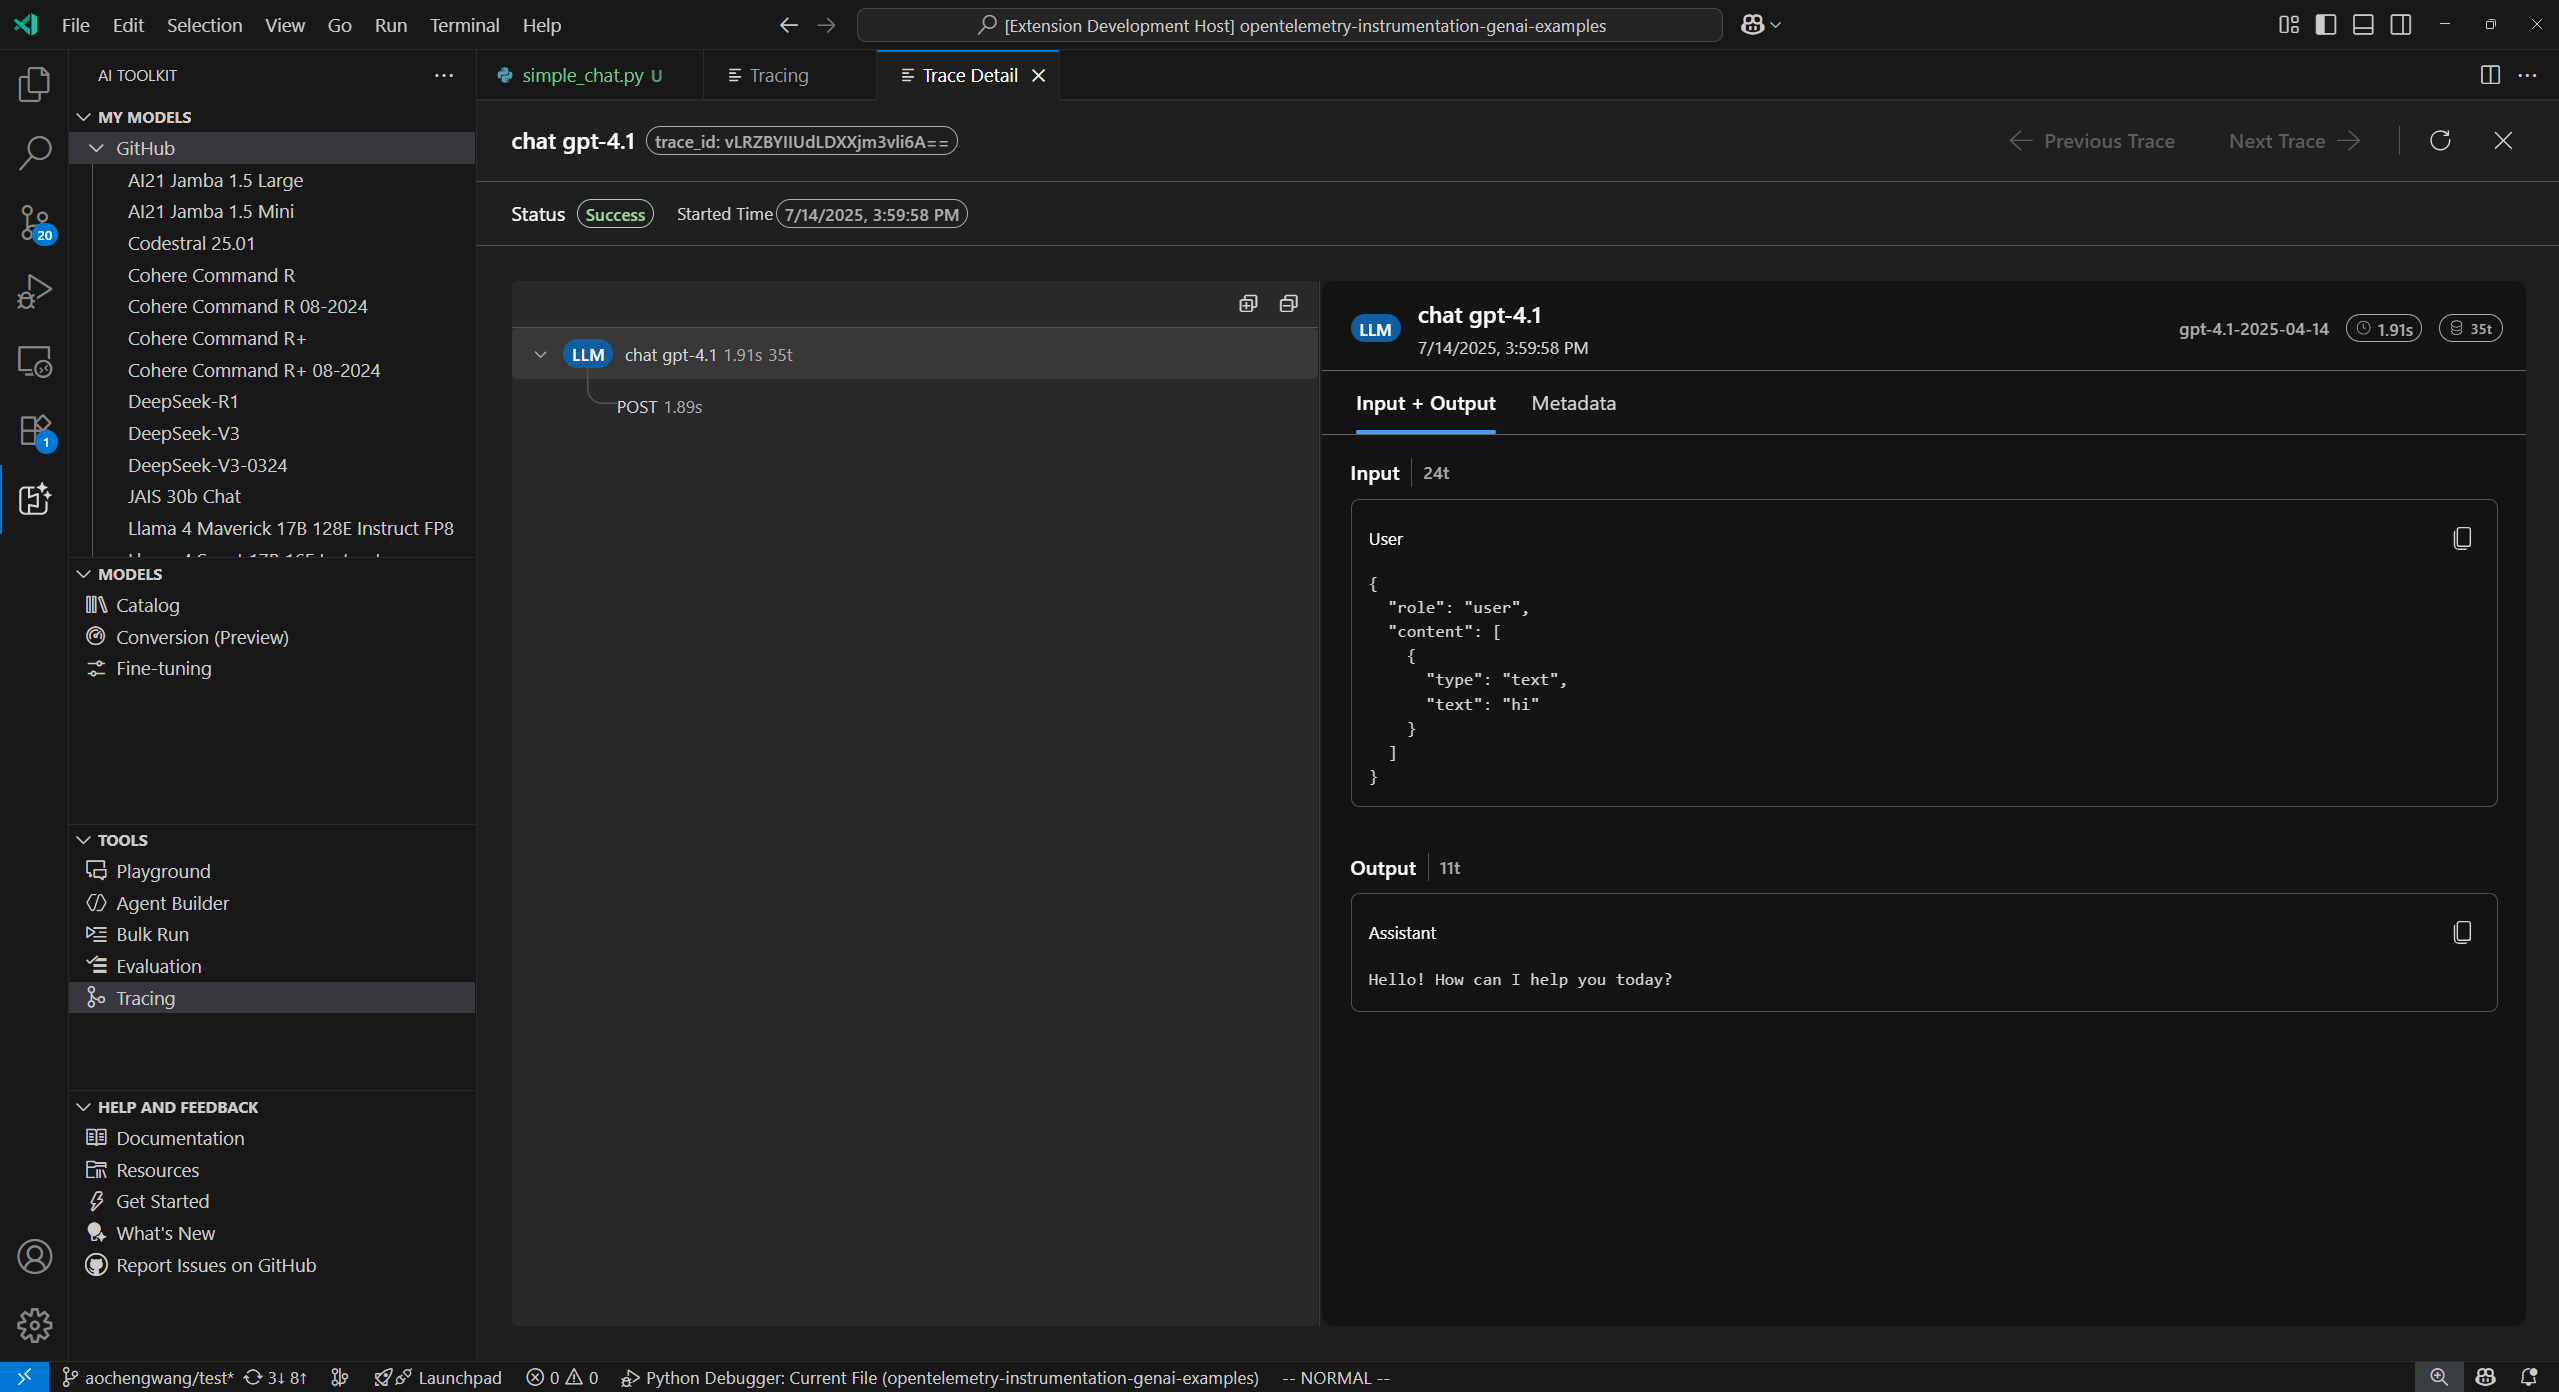 File Edit Selection View Go Run Terminal Help
[Extension Development Host] opentelemetry-instrumentation-genai-examples
AI TOOLKIT
MY MODELS
GitHub
AI21 Jamba 1.5 Large
AI21 Jamba 1.5 Mini
Codestral 25.01
Cohere Command R
Cohere Command R 08-2024
Cohere Command R+
Cohere Command R+ 08-2024
DeepSeek-R1
DeepSeek-V3
DeepSeek-V3-0324
JAIS 30b Chat
Llama 4 Maverick 17B 128E Instruct FP8
MODELS
Catalog
Conversion (Preview)
Fine-tuning
TOOLS
Playground
Agent Builder
Bulk Run
Evaluation
Tracing
HELP AND FEEDBACK
Documentation
Resources
Get Started
What's New
Report Issues on GitHub
20
1
simple_chat.py U
Tracing
Trace Detail
chat gpt-4.1 trace_id: vLRZBYIIUdLDXXjm3vli6A==
Previous Trace Next Trace
Status Success Started Time 7/14/2025, 3:59:58 PM
LLM chat gpt-4.1 1.91s 35t
POST 1.89s
LLM chat gpt-4.1
7/14/2025, 3:59:58 PM
gpt-4.1-2025-04-14 1.91s 35t
Input + Output Metadata
Input 24t
User
{
"role": "user",
"content": [
{
"type": "text",
"text": "hi"
}
]
}
Output 11t
Assistant
Hello! How can I help you today?
aochengwang/test* 3↓ 8↑ Launchpad 0 0 Python Debugger: Current File (opentelemetry-instrumentation-genai-examples) -- NORMAL --